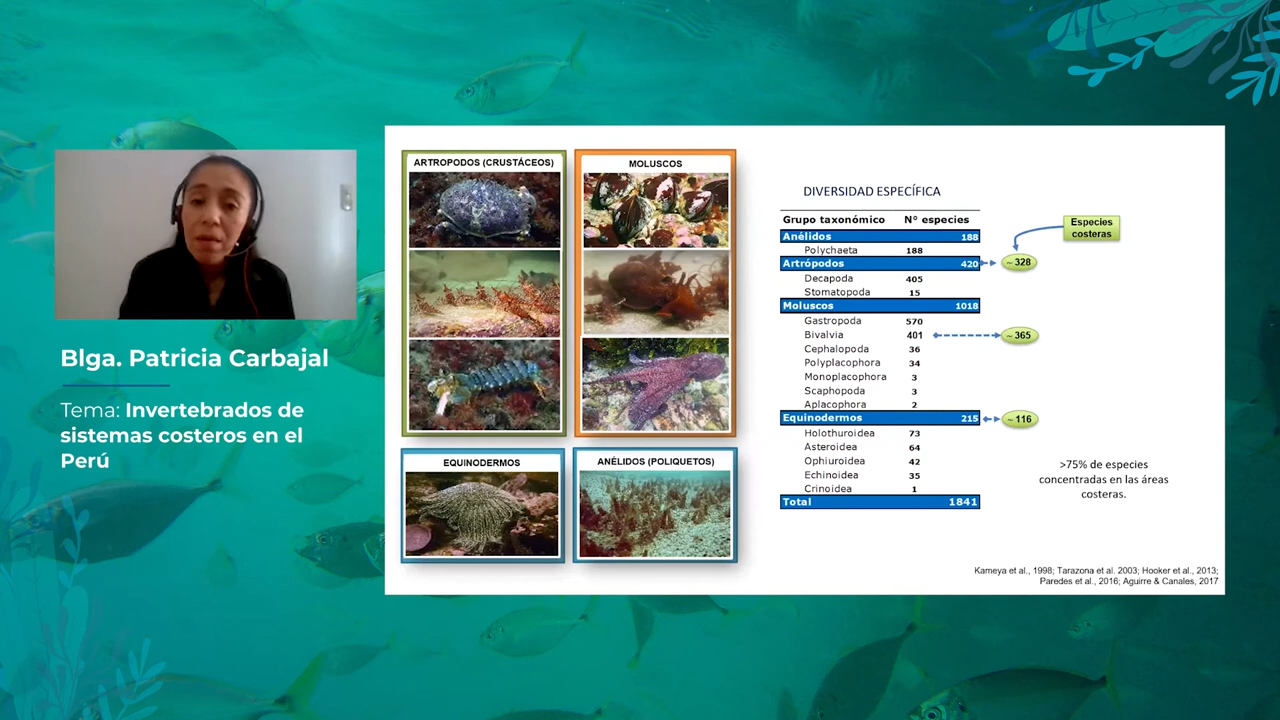 Blga. Patricia Carbajal
Tema: Invertebrados de
sistemas costeros en el
Perú
ARTROPODOS (CRUSTÁCEOS)
MOLUSCOS
EQUINODERMOS
ANÉLIDOS (POLIQUETOS)
DIVERSIDAD ESPECÍFICA
Grupo taxonómico N° especies
Anélidos 188
Polychaeta 188
Artrópodos 420
Decapoda 405
Stomatopoda 15
Moluscos 1018
Gastropoda 570
Bivalvia 401
Cephalopoda 36
Polyplacophora 34
Monoplacophora 3
Scaphopoda 3
Aplacophora 2
Equinodermos 215
Holothuroidea 73
Asteroidea 64
Ophiuroidea 42
Echinoidea 35
Crinoidea 1
Total 1841
Especies
costeras
~ 328
~ 365
~ 116
>75% de especies
concentradas en las áreas
costeras.
Kameya et al., 1998; Tarazona et al. 2003; Hooker et al., 2013;
Paredes et al., 2016; Aguirre & Canales, 2017